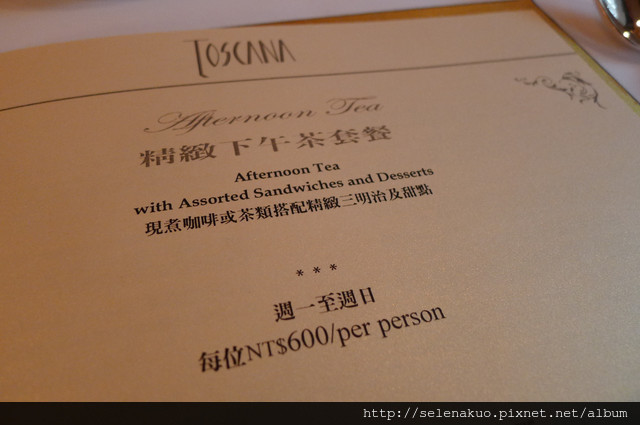 TOSCANA
Afternoon Tea
精緻下午茶套餐
Afternoon Tea
with Assorted Sandwiches and Desserts
現煮咖啡或茶類搭配精緻三明治及甜點
* * *
週一至週日
每位NT$600/per person
http://selenakuo.pixnet.net/album